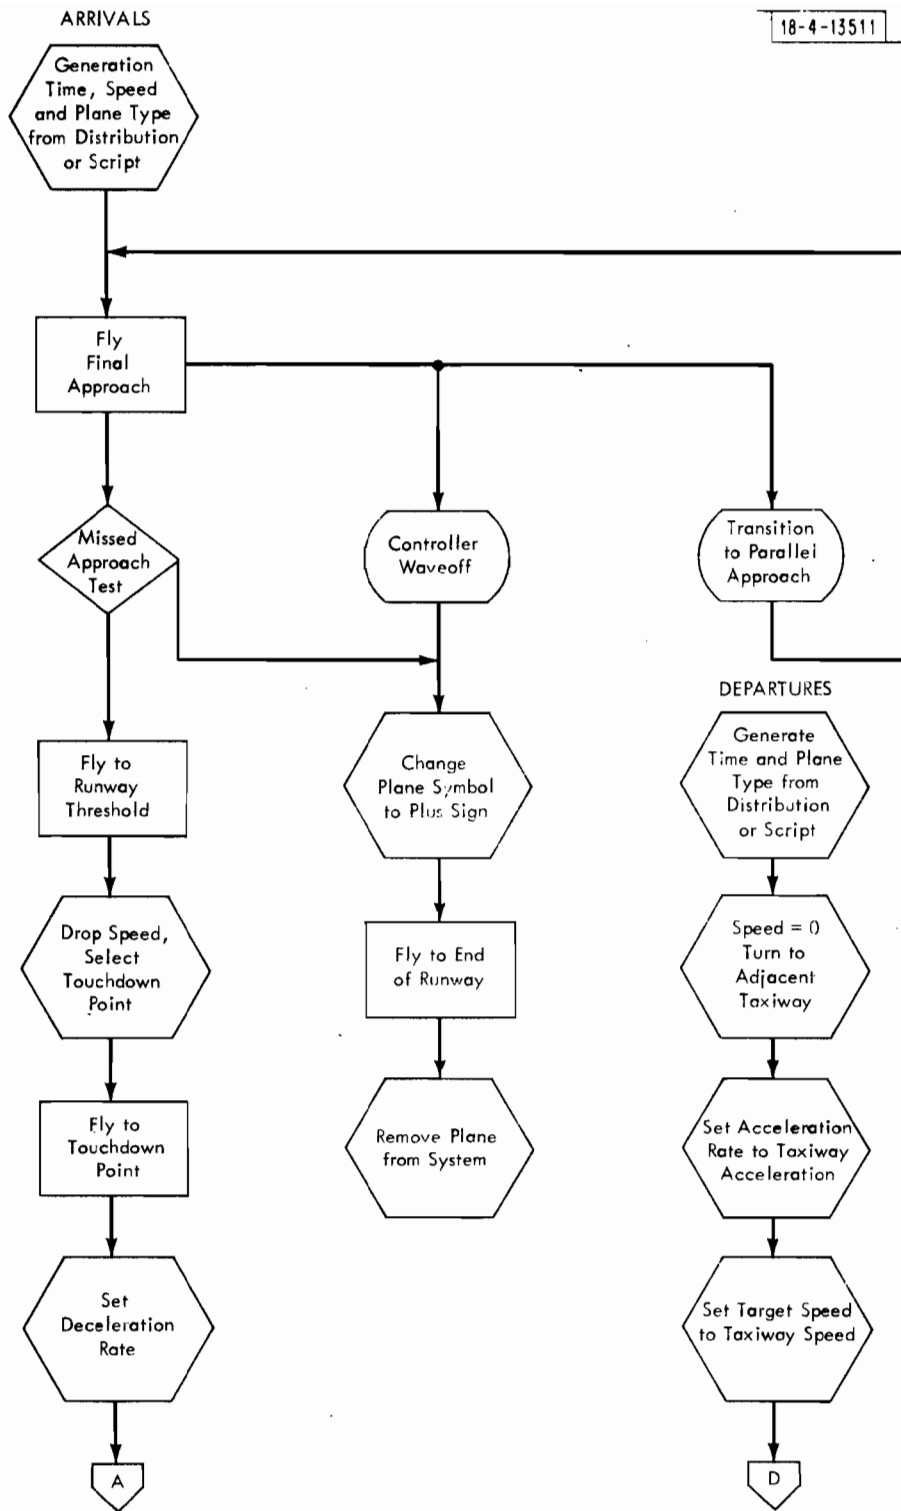 ARRIVALS
18-4-13511
Generation
Time, Speed
and Plane Type
from Distribution
or Script
Fly
Final
Approach
Missed
Approach
Test
Controller
Waveoff
Transition
to Parallel
Approach
Fly to
Runway
Threshold
Change
Plane Symbol
to Plus Sign
DEPARTURES
Generate
Time and Plane
Type from
Distribution
or Script
Drop Speed,
Select
Touchdown
Point
Fly to End
of Runway
Speed = 0
Turn to
Adjacent
Taxiway
Fly to
Touchdown
Point
Remove Plane
from System
Set Acceleration
Rate to Taxiway
Acceleration
Set
Deceleration
Rate
Set Target Speed
to Taxiway Speed
A
D